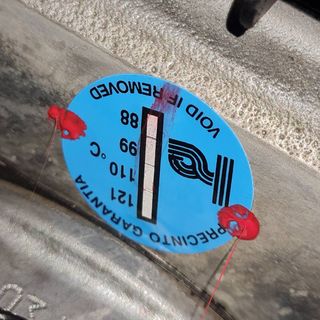 PRECINTO GARANTIA
121
110 °C
99
88
VOID IF REMOVED